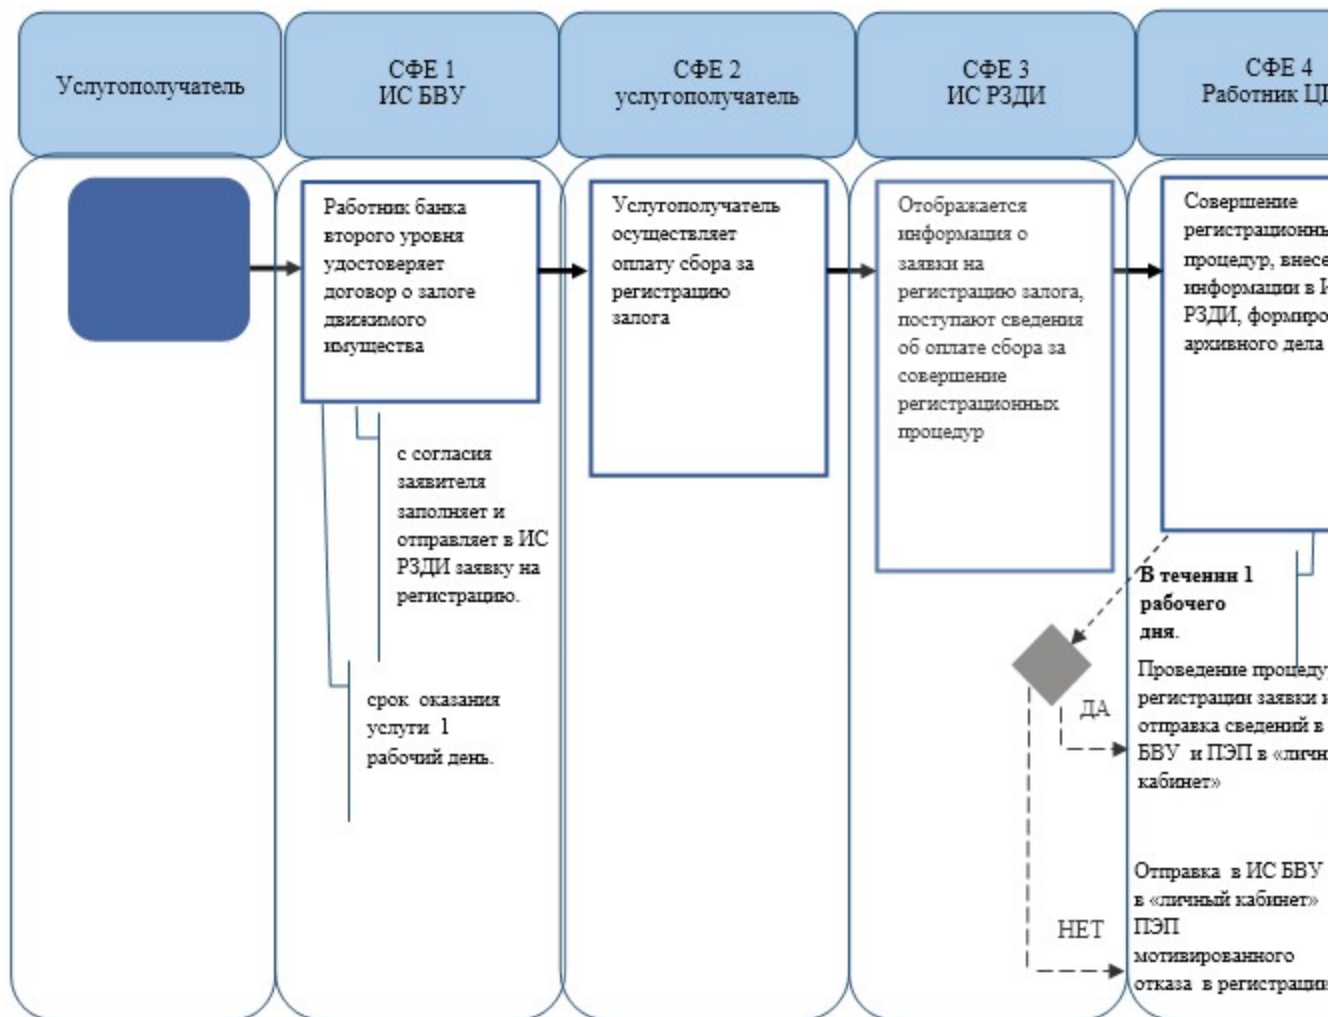 Услугополучатель
СФЕ 1
ИС БВУ
СФЕ 2
услугополучатель
СФЕ 3
ИС РЗДИ
СФЕ 4
Работник
Работник банка
второго уровня
удостоверяет
договор о залоге
движимого
имущества
с согласия
заявителя
заполняет и
отправляет в ИС
РЗДИ заявку на
регистрацию.
срок оказания
услуги 1
рабочий день.
Услугополучатель
осуществляет
оплату сбора за
регистрацию
залога
Отображается
информация о
заявки на
регистрацию залога,
поступают сведения
об оплате сбора за
совершение
регистрационных
процедур
Совершение
процедур,
информации в
РЗДИ,
архивного дела
В течении 1
рабочего
дня.
ДА
Проведение
регистрации заявки
отправка сведений в
БВУ и ПЭП в
кабинет»
НЕТ
Отправка в ИС БВУ
в «личный кабинет»
ПЭП
мотивированного
отказа в